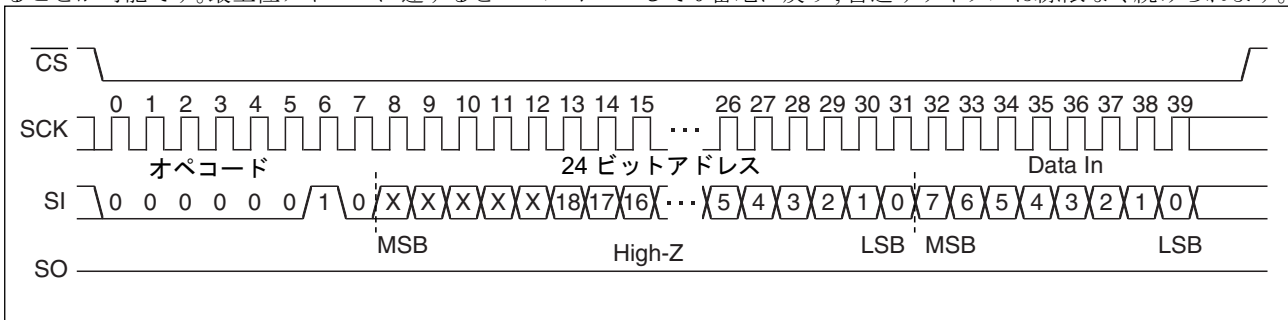 CS
0 1 2 3 4 5 6 7 8 9 10 11 12 13 14 15 26 27 28 29 30 31 32 33 34 35 36 37 38 39
SCK ···
オペコード 24 ビットアドレス Data In
SI 0 0 0 0 0 0 1 0 X X X X X 18 17 16 ··· 5 4 3 2 1 0 7 6 5 4 3 2 1 0
MSB High-Z LSB MSB LSB
SO